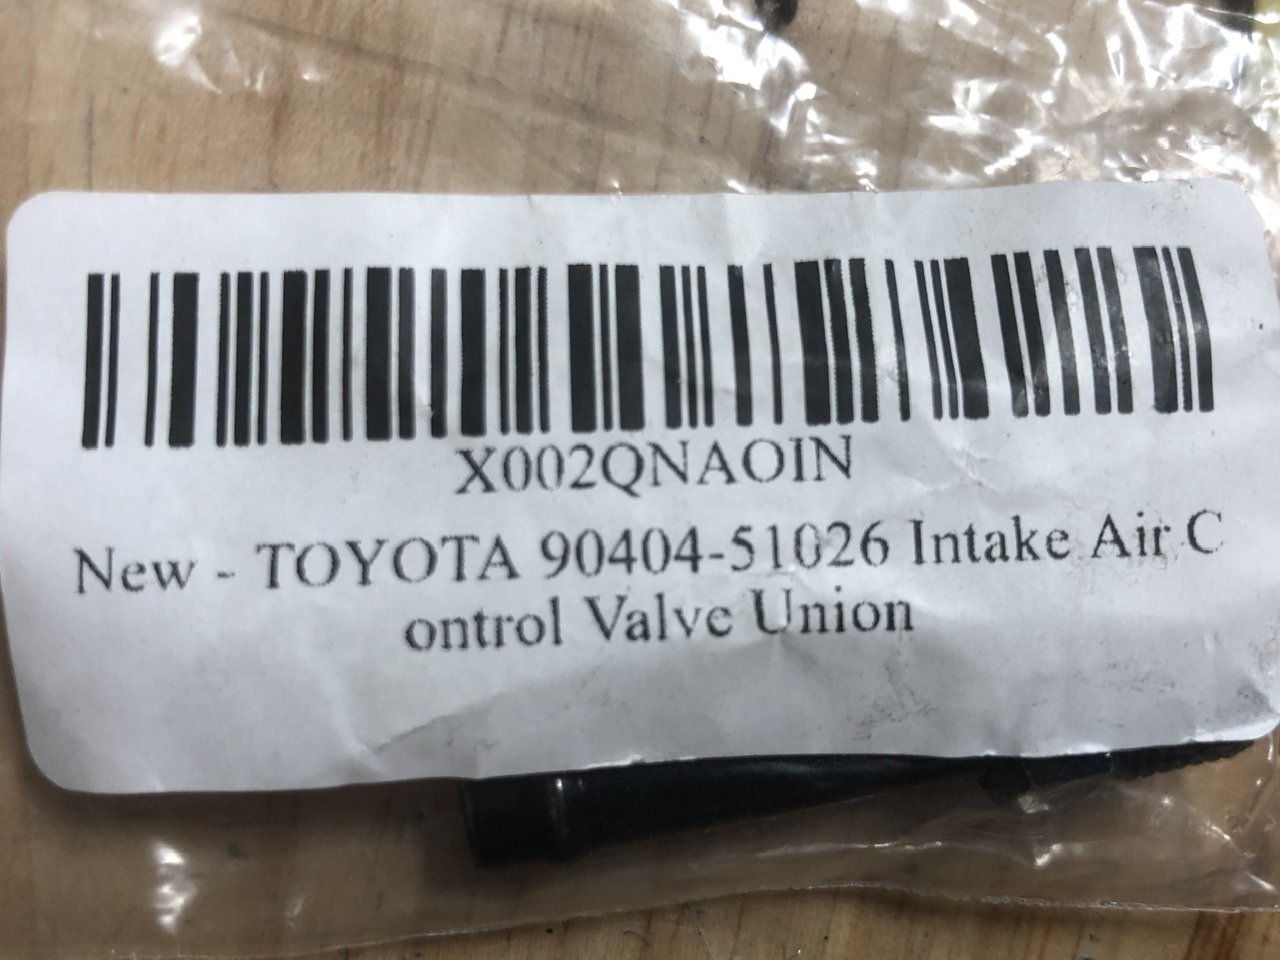 X002QNAOIN
New - TOYOTA 90404-51026 Intake Air C
ontrol Valve Union